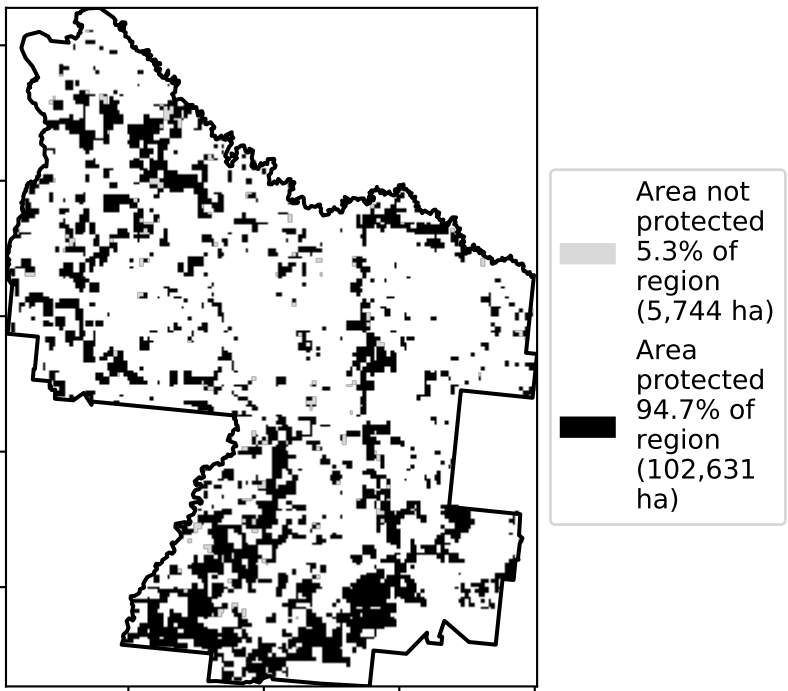 Area not
protected
5.3% of
region
(5,744 ha)
Area
protected
94.7% of
region
(102,631
ha)